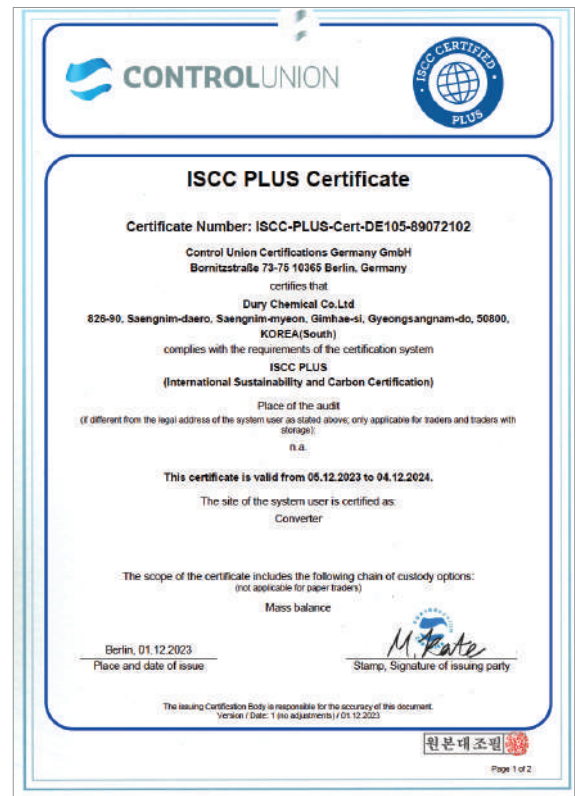 CONTROLUNION
ISCC CERTIFIED
PLUS
ISCC PLUS Certificate
Certificate Number: ISCC-PLUS-Cert-DE105-89072102
Control Union Certifications Germany GmbH
Bornitzstraße 73-75 10365 Berlin, Germany
certifies that
Dury Chemical Co.Ltd
826-90, Saengnim-daero, Saengnim-myeon, Gimhae-si, Gyeongsangnam-do, 50800,
KOREA(South)
complies with the requirements of the certification system
ISCC PLUS
(International Sustainability and Carbon Certification)
Place of the audit
(if different from the legal address of the system user as stated above; only applicable for traders and traders with
storage):
n.a.
This certificate is valid from 05.12.2023 to 04.12.2024.
The site of the system user is certified as:
Converter
The scope of the certificate includes the following chain of custody options:
(not applicable for paper traders)
Mass balance
Berlin, 01.12.2023
Place and date of issue
M. Kate
Stamp, Signature of issuing party
The issuing Certification Body is responsible for the accuracy of this document.
Version / Date: 1 (no adjustments) / 01.12.2023
원본대조필
Page 1 of 2